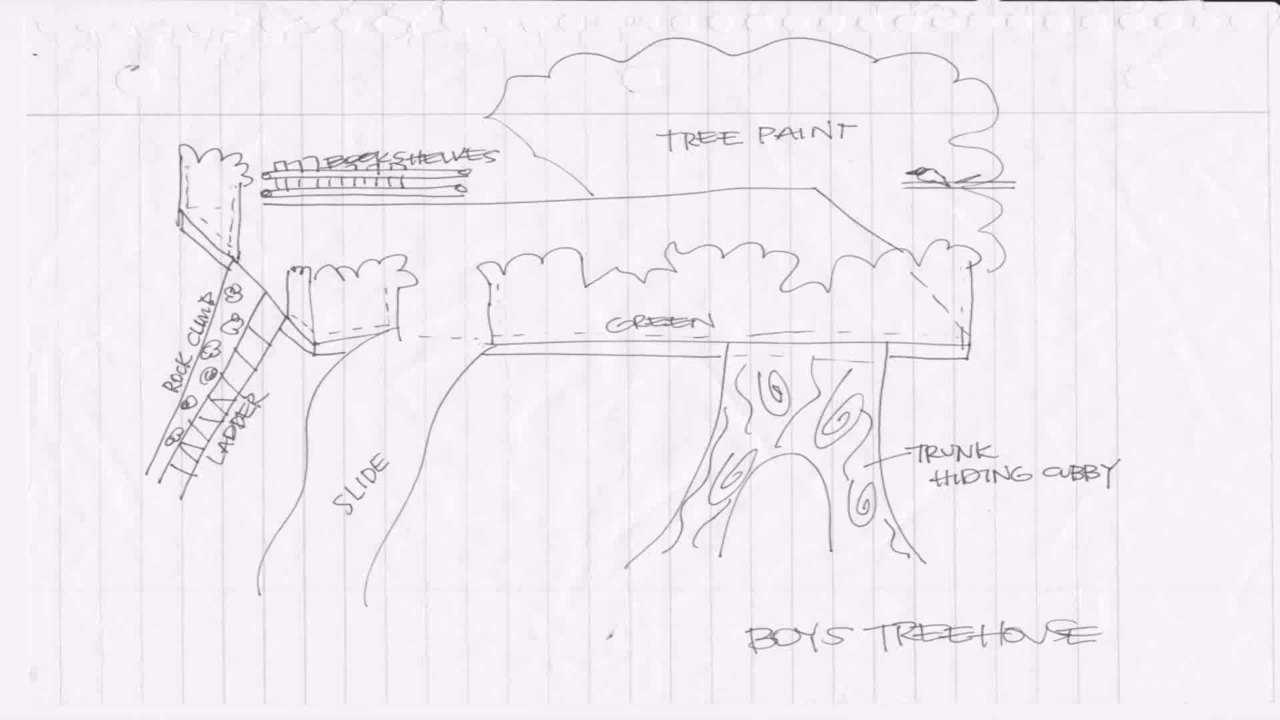 TREE PAINT
BOOKSHELVES
ROCK CLIMB
LADDER
GREEN
SLIDE
TRUNK
HIDING CUBBY
BOYS TREEHOUSE